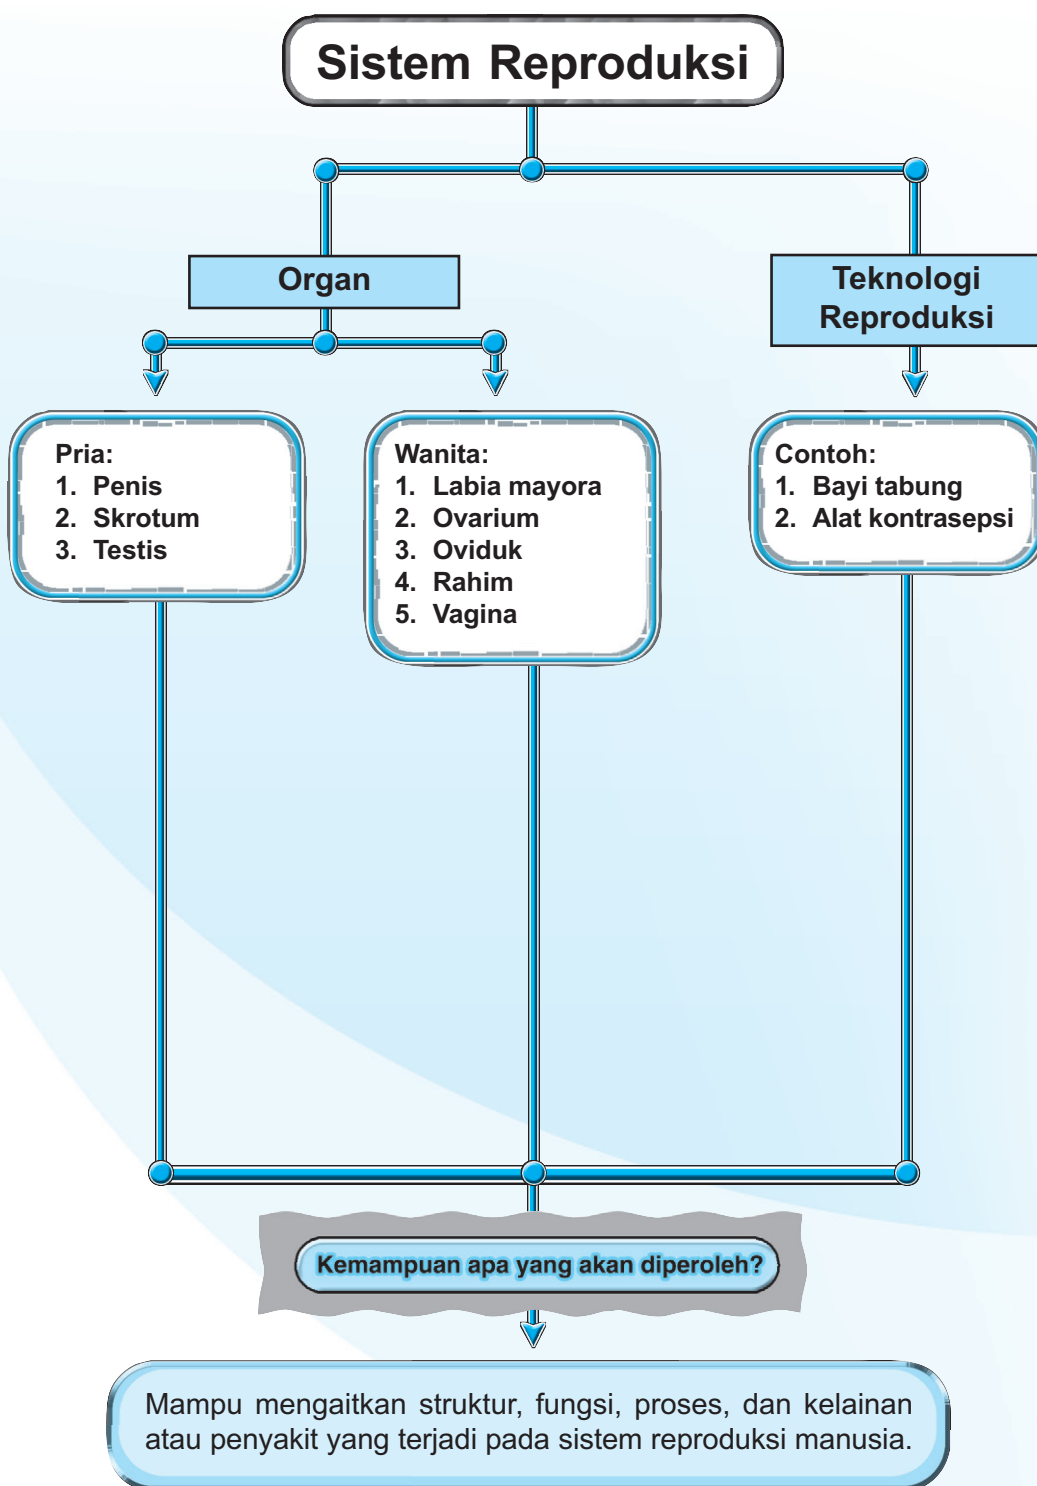 Sistem Reproduksi
Organ
Teknologi
Reproduksi
Pria:
1. Penis
2. Skrotum
3. Testis
Wanita:
1. Labia mayora
2. Ovarium
3. Oviduk
4. Rahim
5. Vagina
Contoh:
1. Bayi tabung
2. Alat kontrasepsi
Kemampuan apa yang akan diperoleh?
Mampu mengaitkan struktur, fungsi, proses, dan kelainan
atau penyakit yang terjadi pada sistem reproduksi manusia.